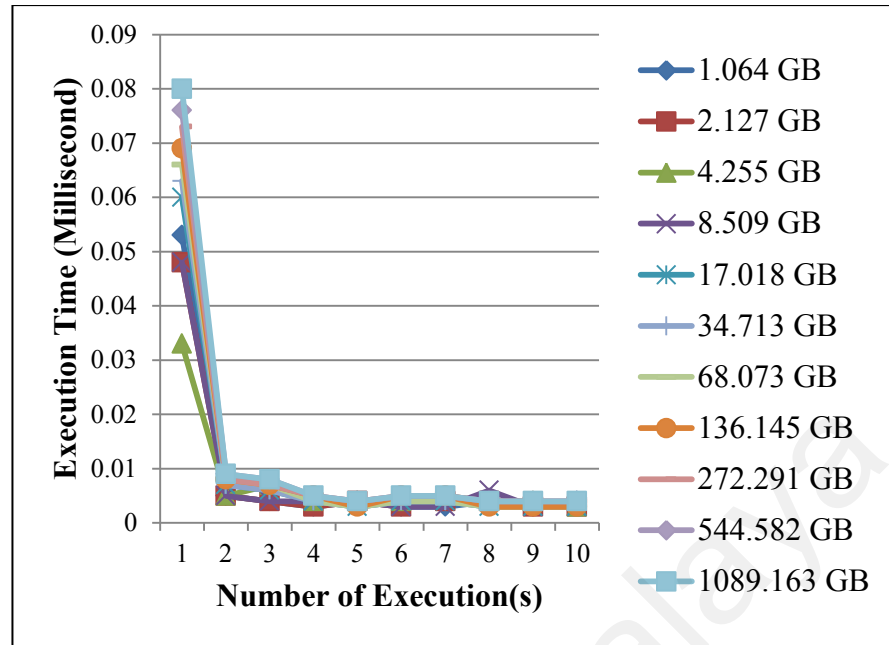 0.09
0.08
0.07
0.06
0.05
0.04
0.03
0.02
0.01
0
Execution Time (Millisecond)
1 2 3 4 5 6 7 8 9 10
Number of Execution(s)
1.064 GB
2.127 GB
4.255 GB
8.509 GB
17.018 GB
34.713 GB
68.073 GB
136.145 GB
272.291 GB
544.582 GB
1089.163 GB
alaya